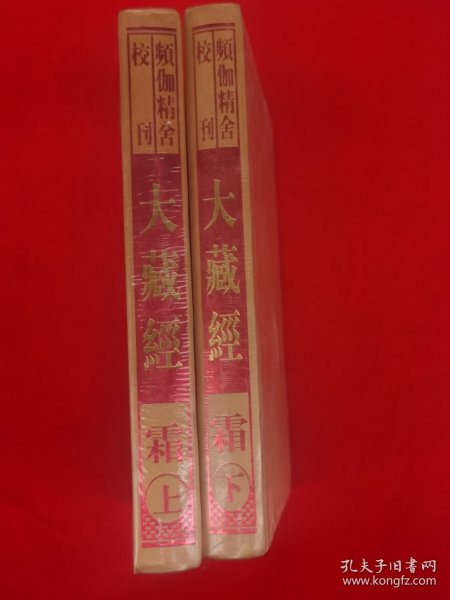 頻伽精舍
校刊
大藏經
霜
上
頻伽精舍
校刊
大藏經
霜
下
孔夫子旧书网
www.kongfz.com